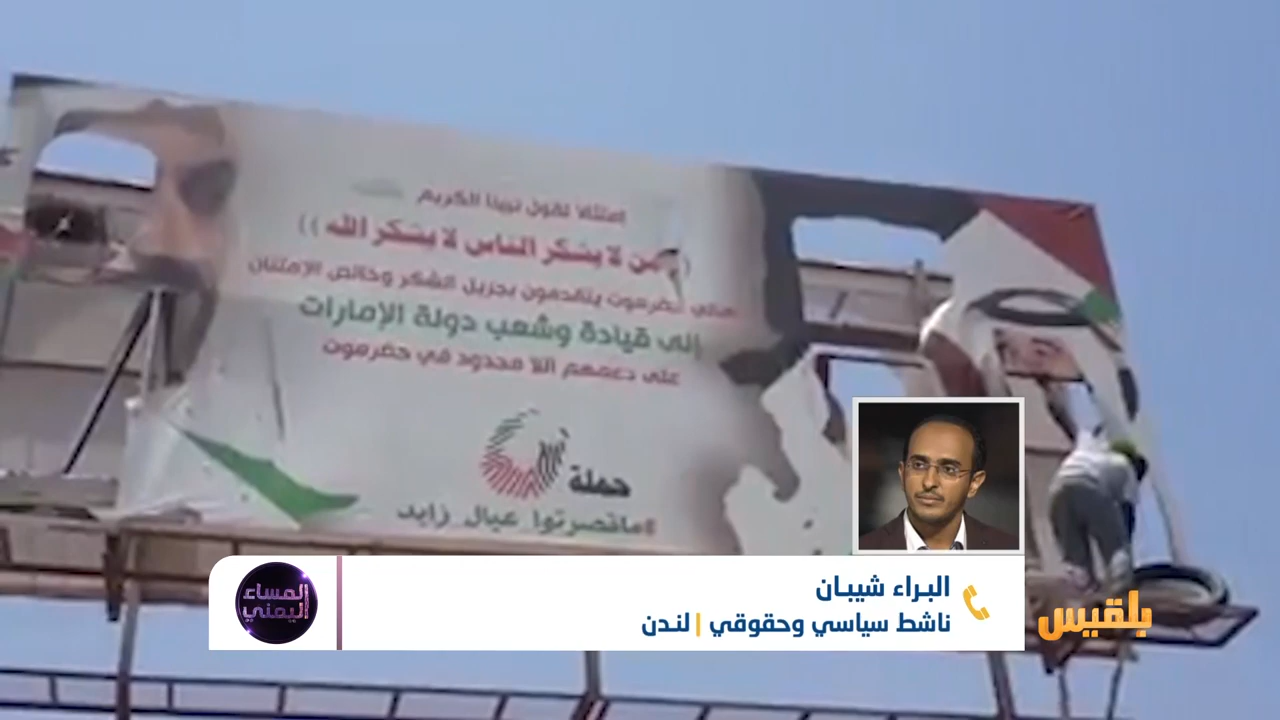 امتثالا لقول نبينا الكريم
((من لا يشكر الناس لا يشكر الله))
اهالي حضرموت يتقدمون بجزيل الشكر وخالص الامتنان
إلى قيادة وشعب دولة الإمارات
على دعمهم اللا محدود في حضرموت
حملة
#ماقصرتوا_عيال_زايد
البراء شيبان
ناشط سياسي وحقوقي | لندن
المساء
اليمني
بلقيس